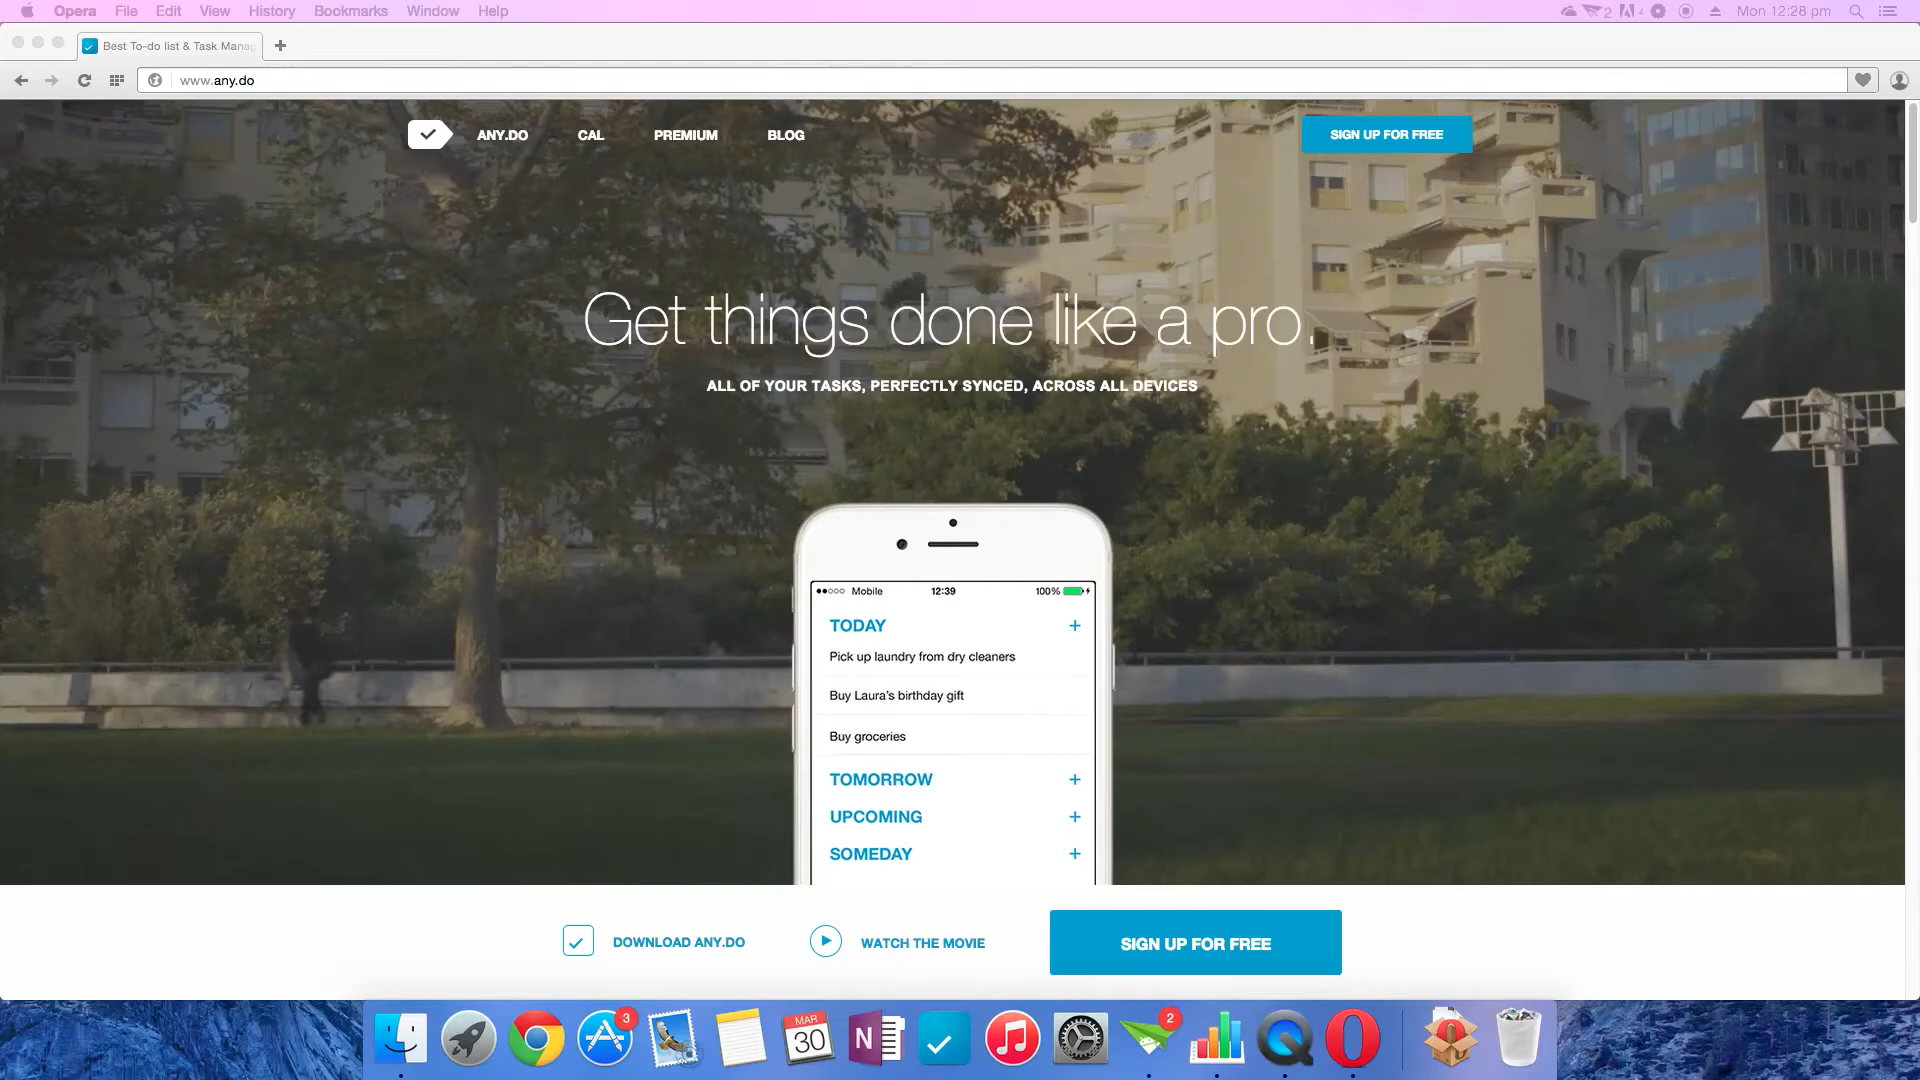 Opera File Edit View History Bookmarks Window Help
2 4 Mon 12:28 pm
Best To-do list & Task Manag
www.any.do
ANY.DO CAL PREMIUM BLOG SIGN UP FOR FREE
Get things done like a pro.
ALL OF YOUR TASKS, PERFECTLY SYNCED, ACROSS ALL DEVICES
Mobile 12:39 100%
TODAY +
Pick up laundry from dry cleaners
Buy Laura's birthday gift
Buy groceries
TOMORROW +
UPCOMING +
SOMEDAY +
DOWNLOAD ANY.DO WATCH THE MOVIE SIGN UP FOR FREE
3 MAR 2
30 N